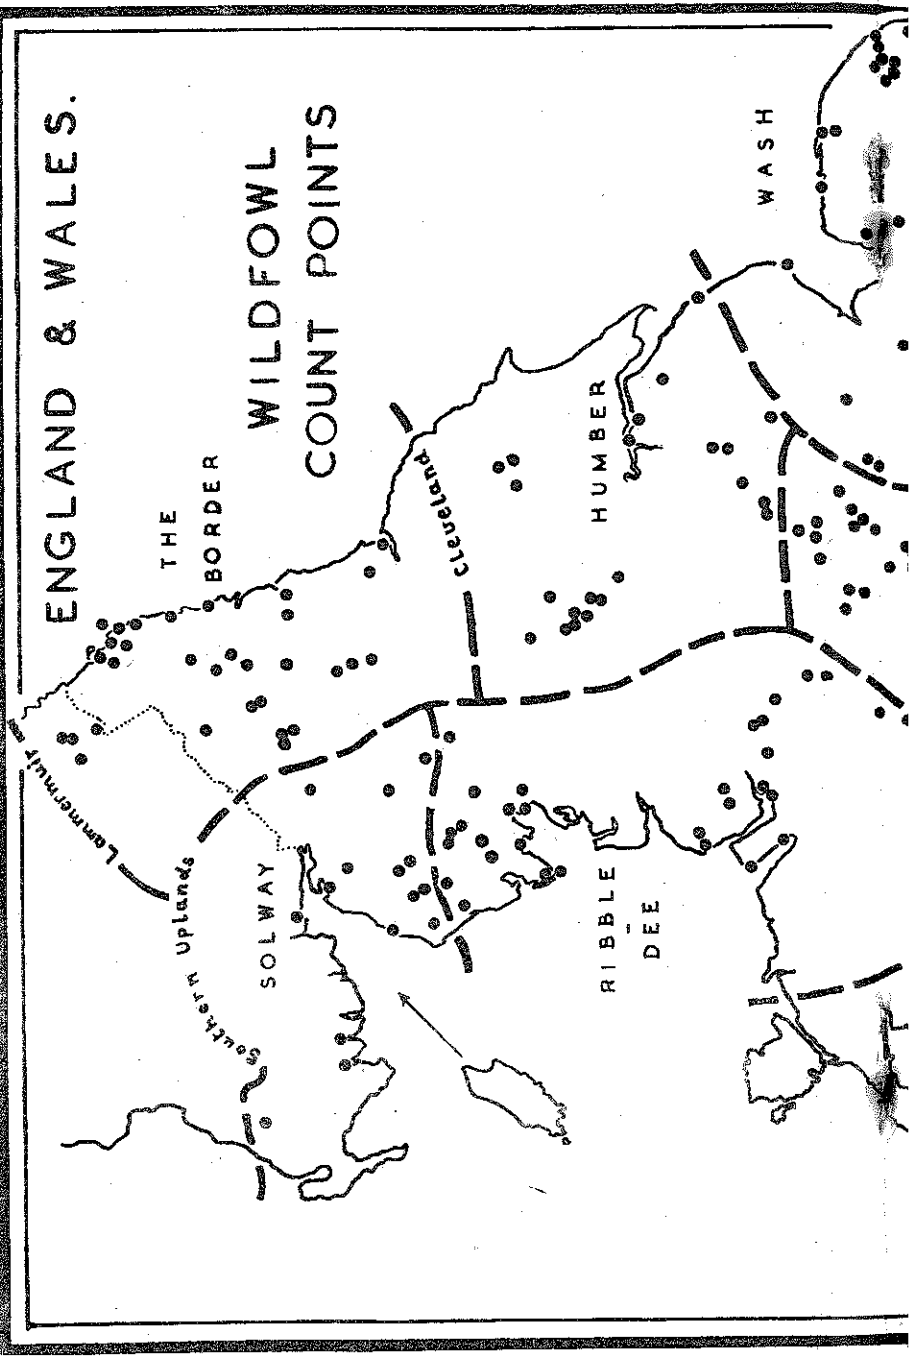 ENGLAND & WALES.
WILDFOWL
COUNT POINTS
THE
BORDER
Lammermuir
Southern Uplands
SOLWAY
Cleveland
HUMBER
RIBBLE
DEE
WASH